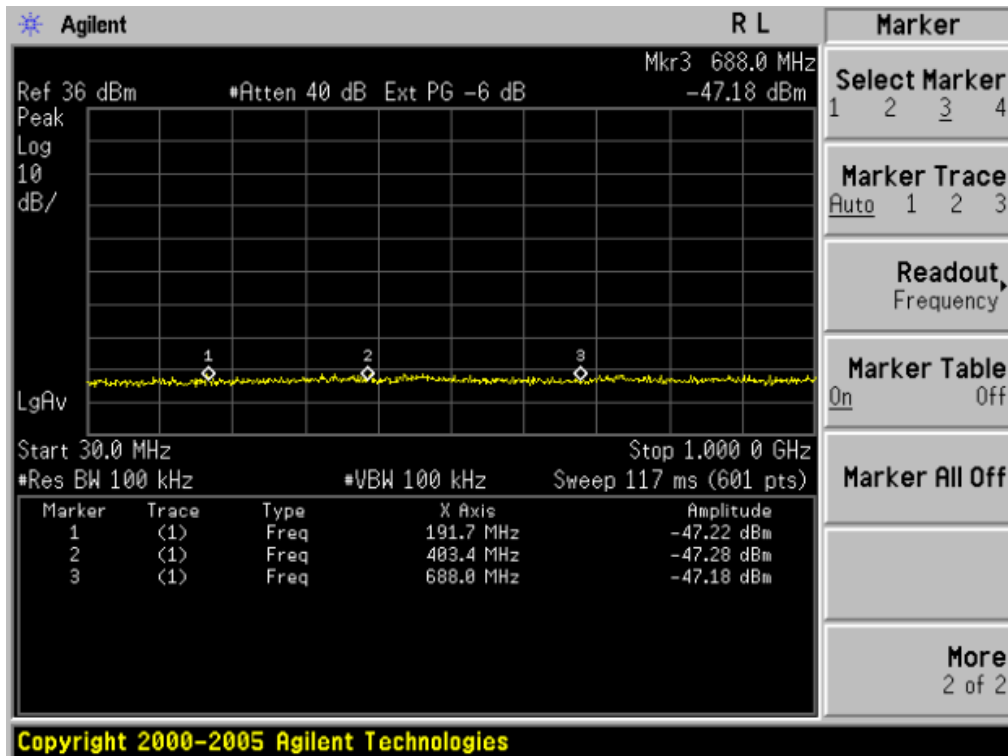 Agilent R L
Mkr3 688.0 MHz
Ref 36 dBm #Atten 40 dB Ext PG -6 dB -47.18 dBm
Peak
Log
10
dB/
1 2 3
LgAv
Start 30.0 MHz Stop 1.000 0 GHz
#Res BW 100 kHz #VBW 100 kHz Sweep 117 ms (601 pts)
Marker Trace Type X Axis Amplitude
1 (1) Freq 191.7 MHz -47.22 dBm
2 (1) Freq 403.4 MHz -47.28 dBm
3 (1) Freq 688.0 MHz -47.18 dBm
Marker
Select Marker
1 2 3 4
Marker Trace
Auto 1 2 3
Readout
Frequency
Marker Table
On Off
Marker All Off
More
2 of 2
Copyright 2000-2005 Agilent Technologies